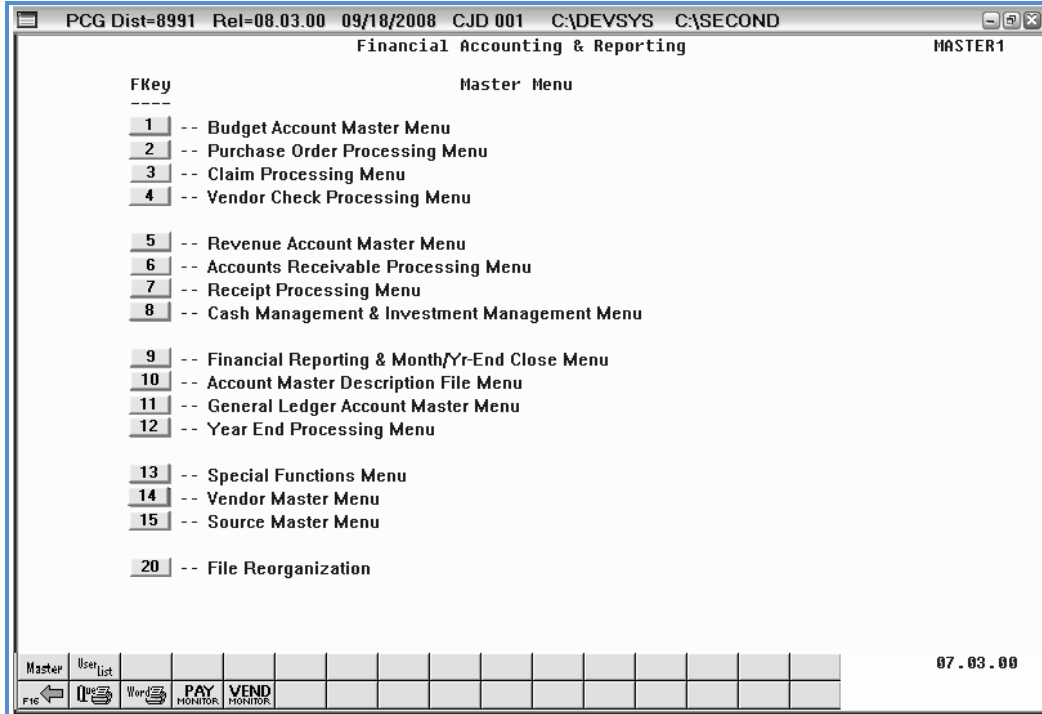 PCG Dist=8991 Rel=08.03.00 09/18/2008 CJD 001 C:\DEVSYS C:\SECOND
Financial Accounting & Reporting MASTER1
FKey Master Menu
----
1 -- Budget Account Master Menu
2 -- Purchase Order Processing Menu
3 -- Claim Processing Menu
4 -- Vendor Check Processing Menu
5 -- Revenue Account Master Menu
6 -- Accounts Receivable Processing Menu
7 -- Receipt Processing Menu
8 -- Cash Management & Investment Management Menu
9 -- Financial Reporting & Month/Yr-End Close Menu
10 -- Account Master Description File Menu
11 -- General Ledger Account Master Menu
12 -- Year End Processing Menu
13 -- Special Functions Menu
14 -- Vendor Master Menu
15 -- Source Master Menu
20 -- File Reorganization
Master User List 07.03.00
F16 Que Word PAY MONITOR VEND MONITOR